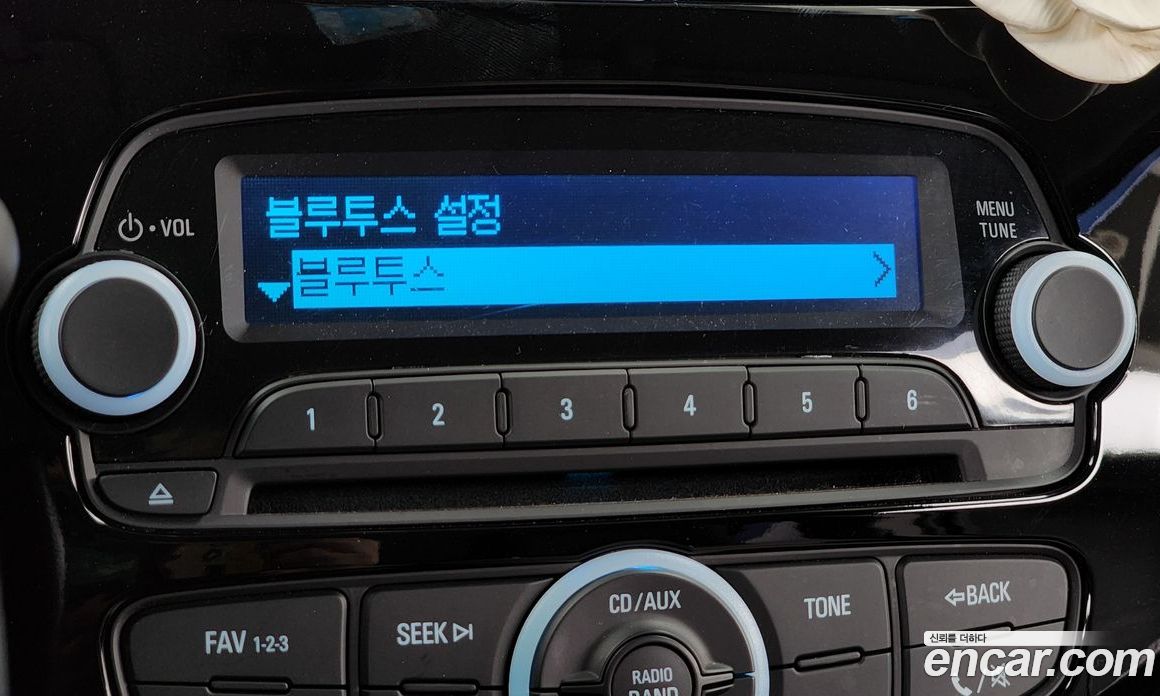 블루투스 설정
블루투스
VOL
MENU
TUNE
1
2
3
4
5
6
FAV 1-2-3
SEEK
CD/AUX
RADIO
BAND
TONE
BACK
신뢰를 더하다
encar.com